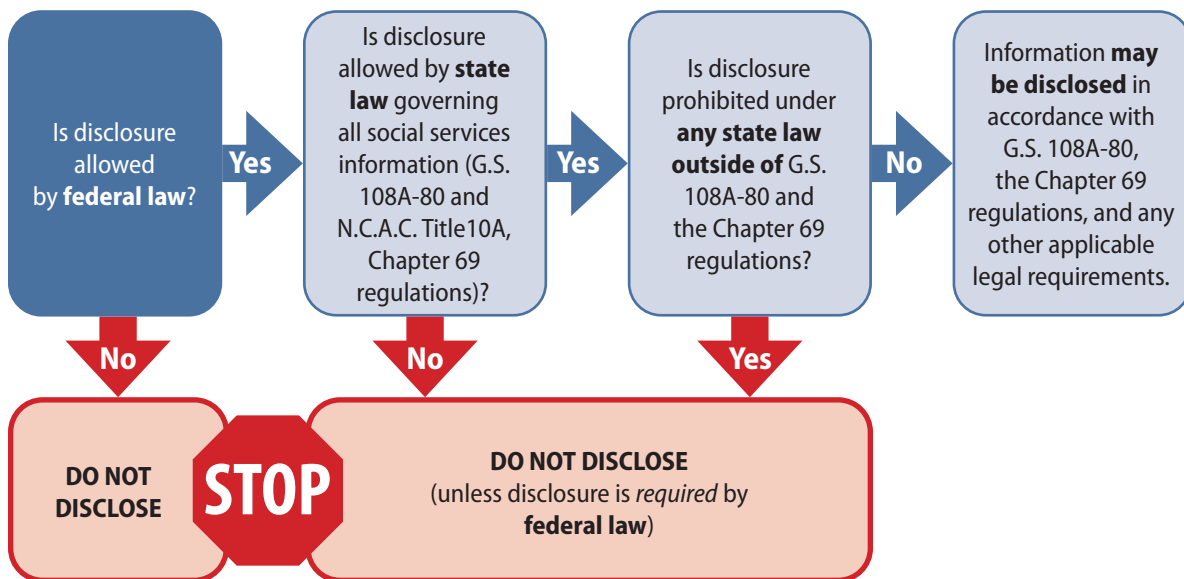 Is disclosure
allowed
by federal law?
Yes
Is disclosure
allowed by state
law governing
all social services
information (G.S.
108A-80 and
N.C.A.C. Title10A,
Chapter 69
regulations)?
Yes
Is disclosure
prohibited under
any state law
outside of G.S.
108A-80 and
the Chapter 69
regulations?
No
Information may
be disclosed in
accordance with
G.S. 108A-80,
the Chapter 69
regulations, and any
other applicable
legal requirements.
No
No
Yes
DO NOT
DISCLOSE
STOP
DO NOT DISCLOSE
(unless disclosure is required by
federal law)